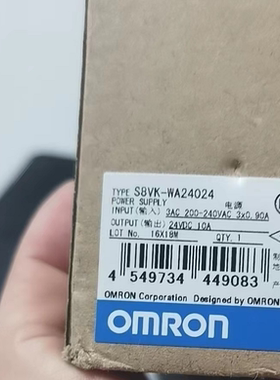 TYPE S8VK-WA24024
POWER SUPPLY 电源
INPUT(输入) 3AC 200-240VAC 3x0.90A
OUTPUT(输出) 24VDC 10A
LOT No. 16X18M QTY. 1
4 549734 449083
OMRON Corporation Designed by OMRON
OMRON